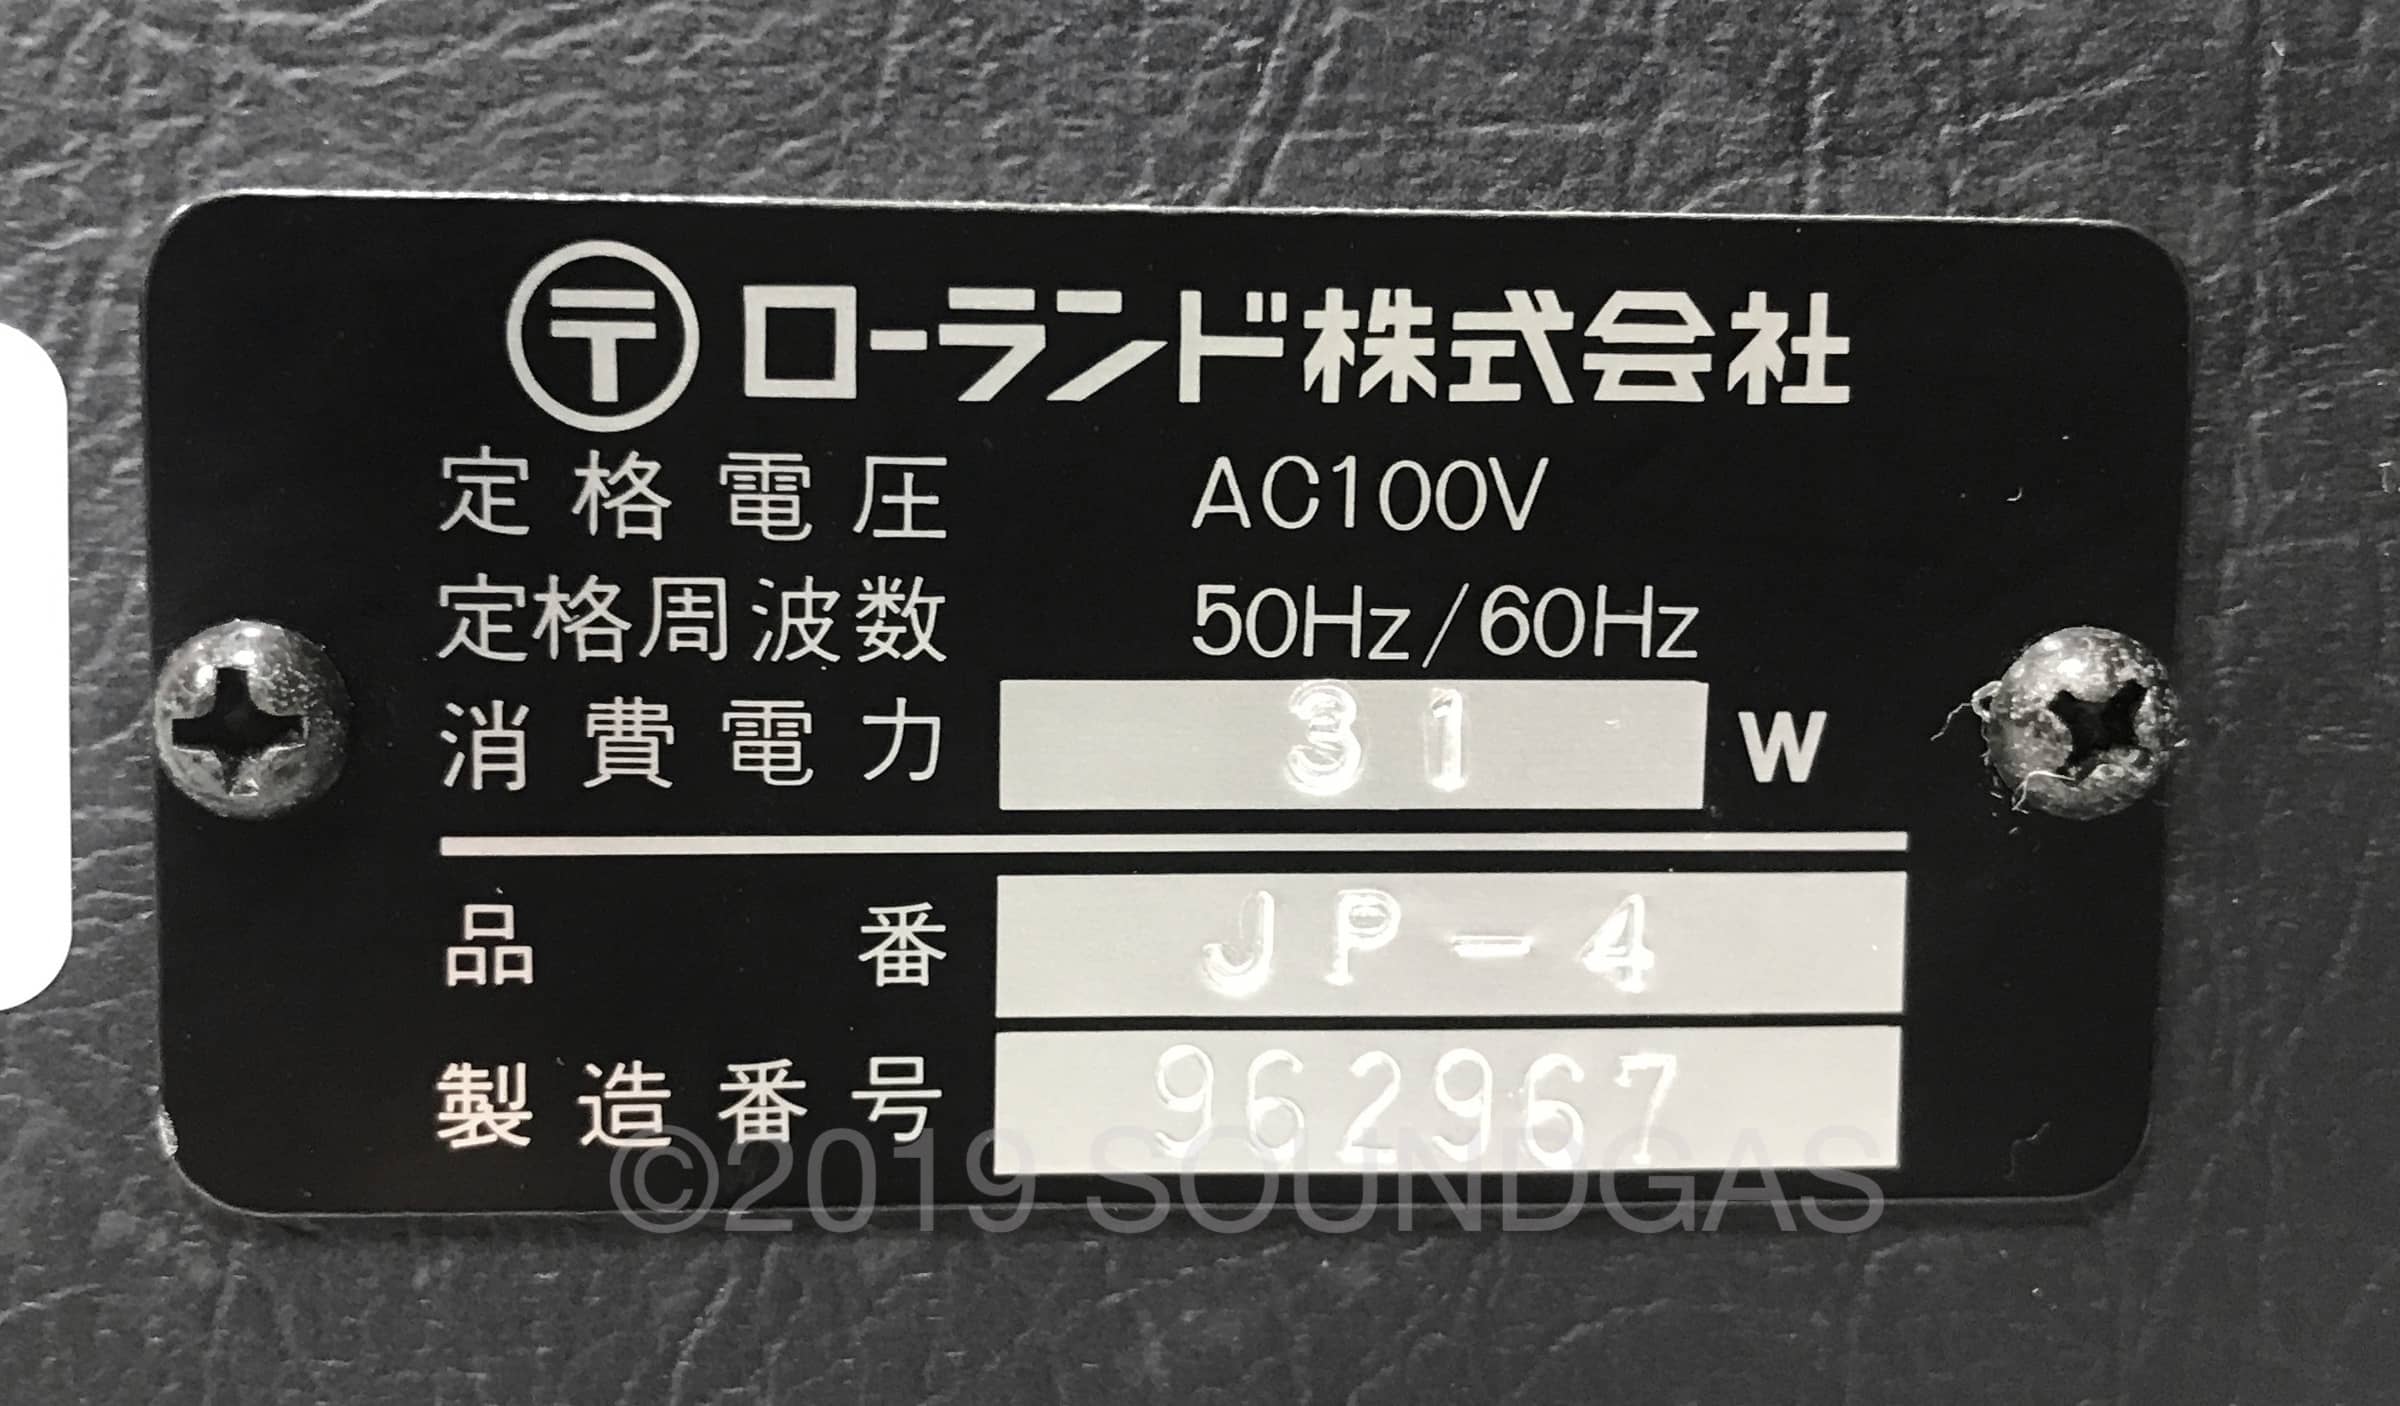 〒 ローランド株式会社
定格電圧 AC100V
定格周波数 50Hz/60Hz
消費電力 31 W
品番 JP-4
製造番号 962967
©2019 SOUNDGAS